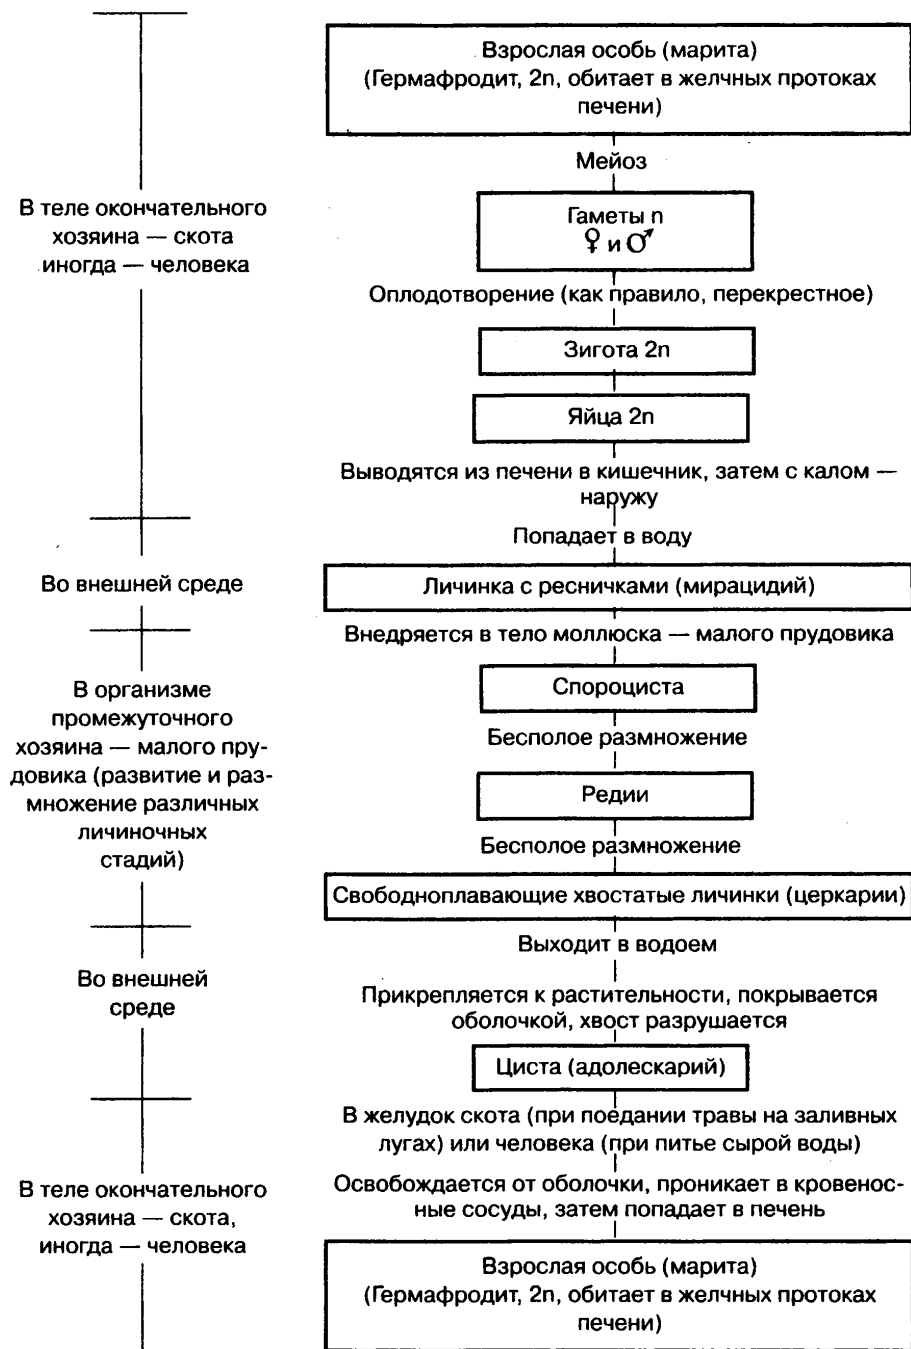 Взрослая особь (марита)
(Гермафродит, 2n, обитает в желчных протоках
печени)
Мейоз
В теле окончательного
хозяина — скота
иногда — человека
Гаметы n
♀ и ♂
Оплодотворение (как правило, перекрестное)
Зигота 2n
Яйца 2n
Выводятся из печени в кишечник, затем с калом —
наружу
Попадает в воду
Во внешней среде
Личинка с ресничками (мирацидий)
Внедряется в тело моллюска — малого прудовика
В организме
промежуточного
хозяина — малого пру-
довика (развитие и раз-
множение различных
личиночных
стадий)
Спороциста
Бесполое размножение
Редии
Бесполое размножение
Свободноплавающие хвостатые личинки (церкарии)
Выходит в водоем
Во внешней
среде
Прикрепляется к растительности, покрывается
оболочкой, хвост разрушается
Циста (адолескарий)
В желудок скота (при поедании травы на заливных
лугах) или человека (при питье сырой воды)
В теле окончательного
хозяина — скота,
иногда — человека
Освобождается от оболочки, проникает в кровенос-
ные сосуды, затем попадает в печень
Взрослая особь (марита)
(Гермафродит, 2n, обитает в желчных протоках
печени)